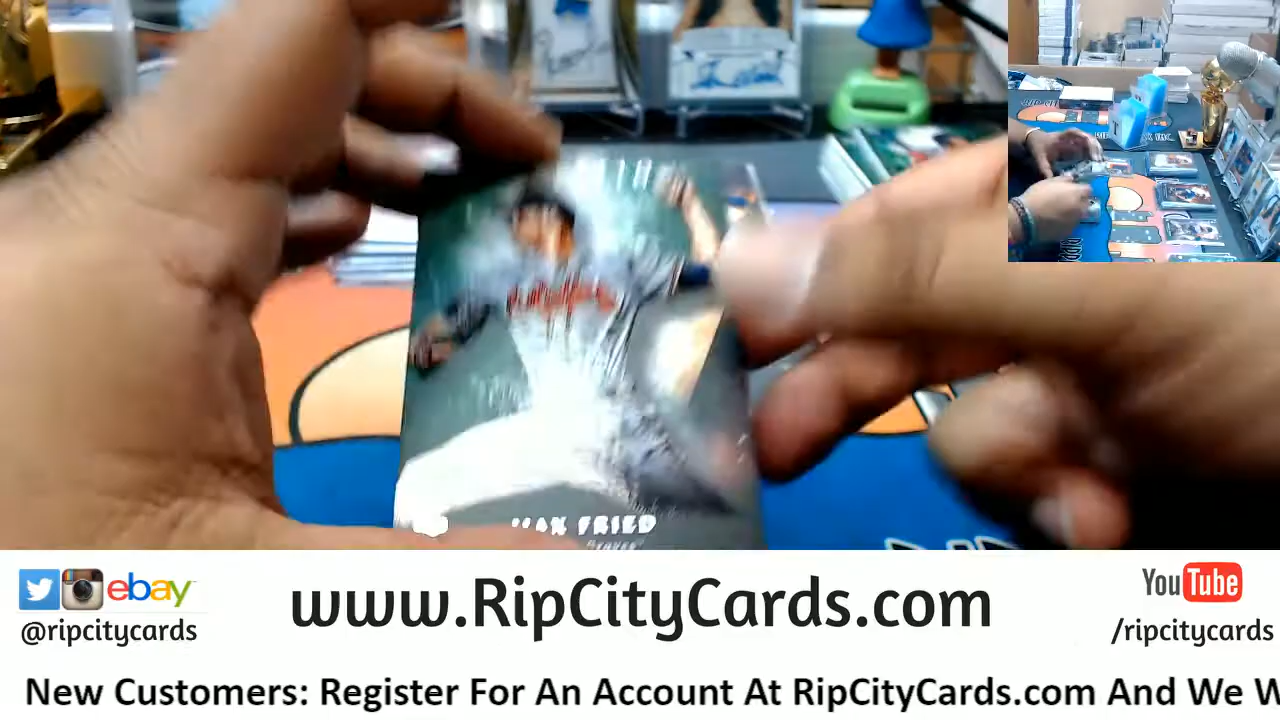 MAX FRIED
BRAVES
ebay
@ripcitycards
www.RipCityCards.com
YouTube
/ripcitycards
New Customers: Register For An Account At RipCityCards.com And We W